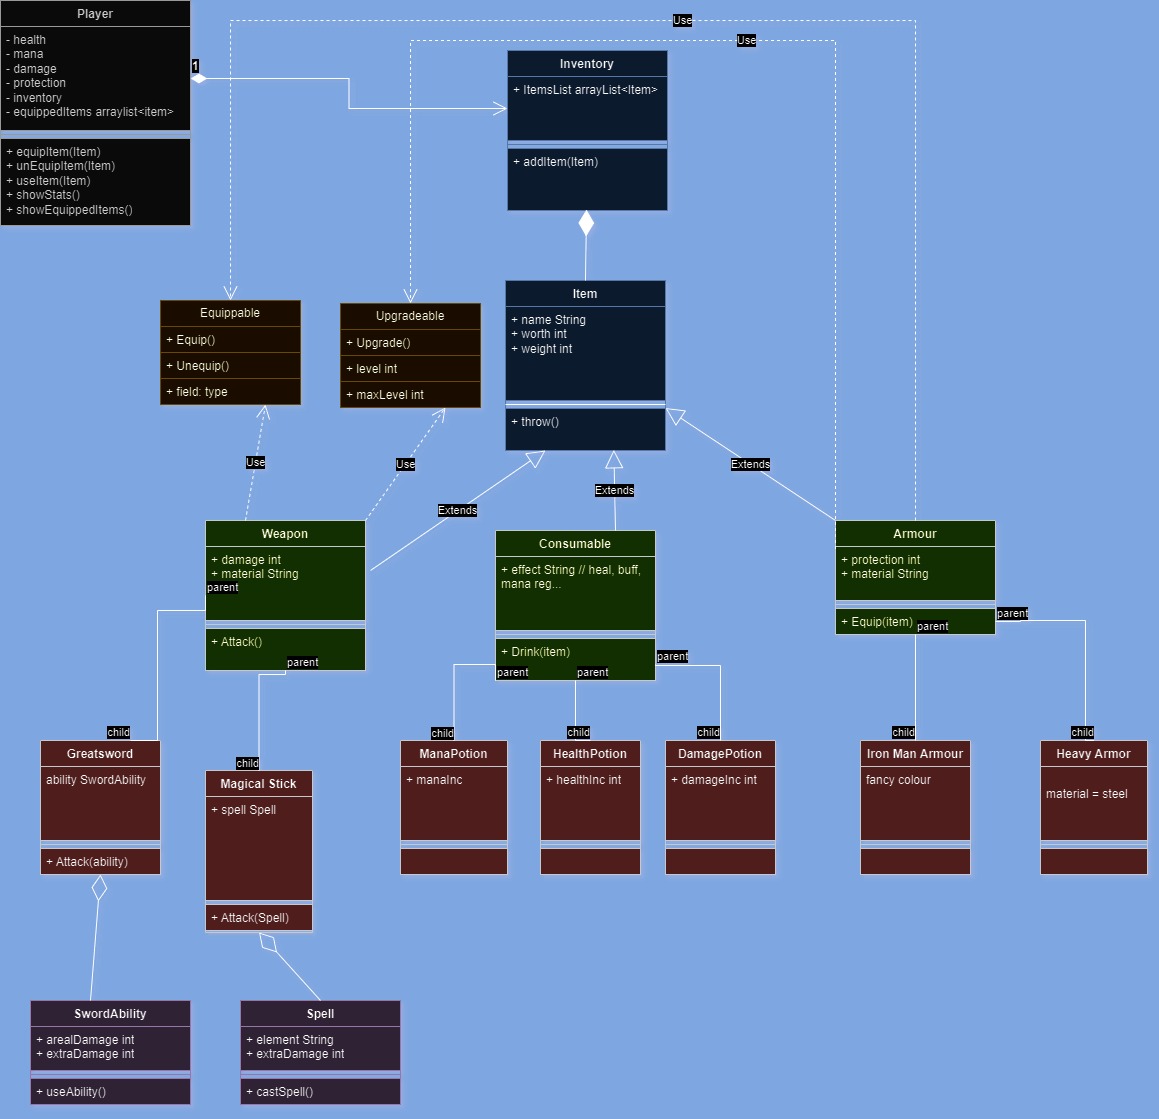 Player
- health
- mana
- damage
- protection
- inventory
- equippedItems arraylist<item>
+ equipItem(Item)
+ unEquipItem(Item)
+ useItem(Item)
+ showStats()
+ showEquippedItems()
1
Use
Use
Inventory
+ ItemsList arrayList<Item>
+ addItem(Item)
Equippable
+ Equip()
+ Unequip()
+ field: type
Upgradeable
+ Upgrade()
+ level int
+ maxLevel int
Item
+ name String
+ worth int
+ weight int
+ throw()
Use
Use
Extends
Extends
Extends
Weapon
+ damage int
+ material String
parent
+ Attack()
parent
Consumable
+ effect String // heal, buff,
mana reg...
+ Drink(item)
parent
parent
parent
Armour
+ protection int
+ material String
+ Equip(item)
parent
parent
child
Greatsword
ability SwordAbility
+ Attack(ability)
child
Magical Stick
+ spell Spell
+ Attack(Spell)
child
ManaPotion
+ manaInc
child
HealthPotion
+ healthInc int
child
DamagePotion
+ damageInc int
child
Iron Man Armour
fancy colour
child
Heavy Armor
material = steel
SwordAbility
+ arealDamage int
+ extraDamage int
+ useAbility()
Spell
+ element String
+ extraDamage int
+ castSpell()